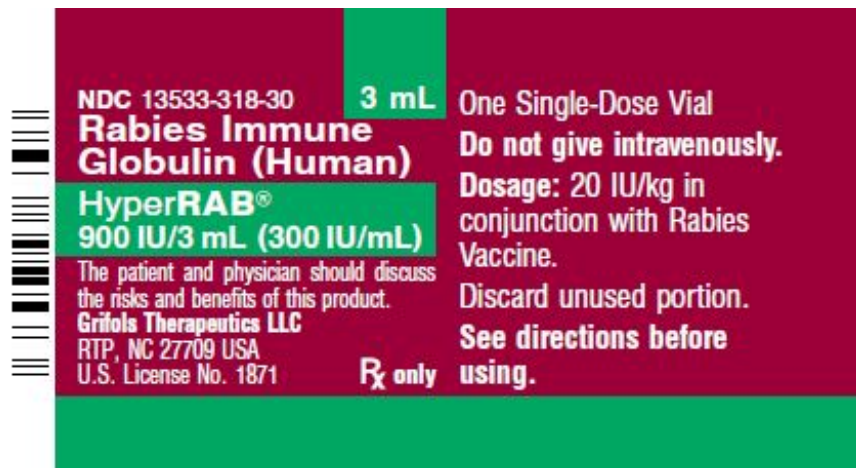 NDC 13533-318-30
3 mL
Rabies Immune
Globulin (Human)
HyperRAB®
900 IU/3 mL (300 IU/mL)
The patient and physician should discuss
the risks and benefits of this product.
Grifols Therapeutics LLC
RTP, NC 27709 USA
U.S. License No. 1871
Rx only
One Single-Dose Vial
Do not give intravenously.
Dosage: 20 IU/kg in
conjunction with Rabies
Vaccine.
Discard unused portion.
See directions before
using.